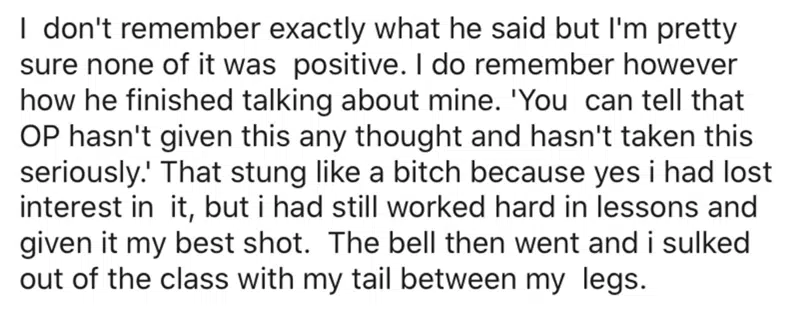 I  don't remember exactly what he said but I'm pretty
sure none of it was  positive. I do remember however
how he finished talking about mine. 'You  can tell that
OP hasn't given this any thought and hasn't taken this
seriously.' That stung like a bitch because yes i had lost
interest in  it, but i had still worked hard in lessons and
given it my best shot.  The bell then went and i sulked
out of the class with my tail between my  legs.